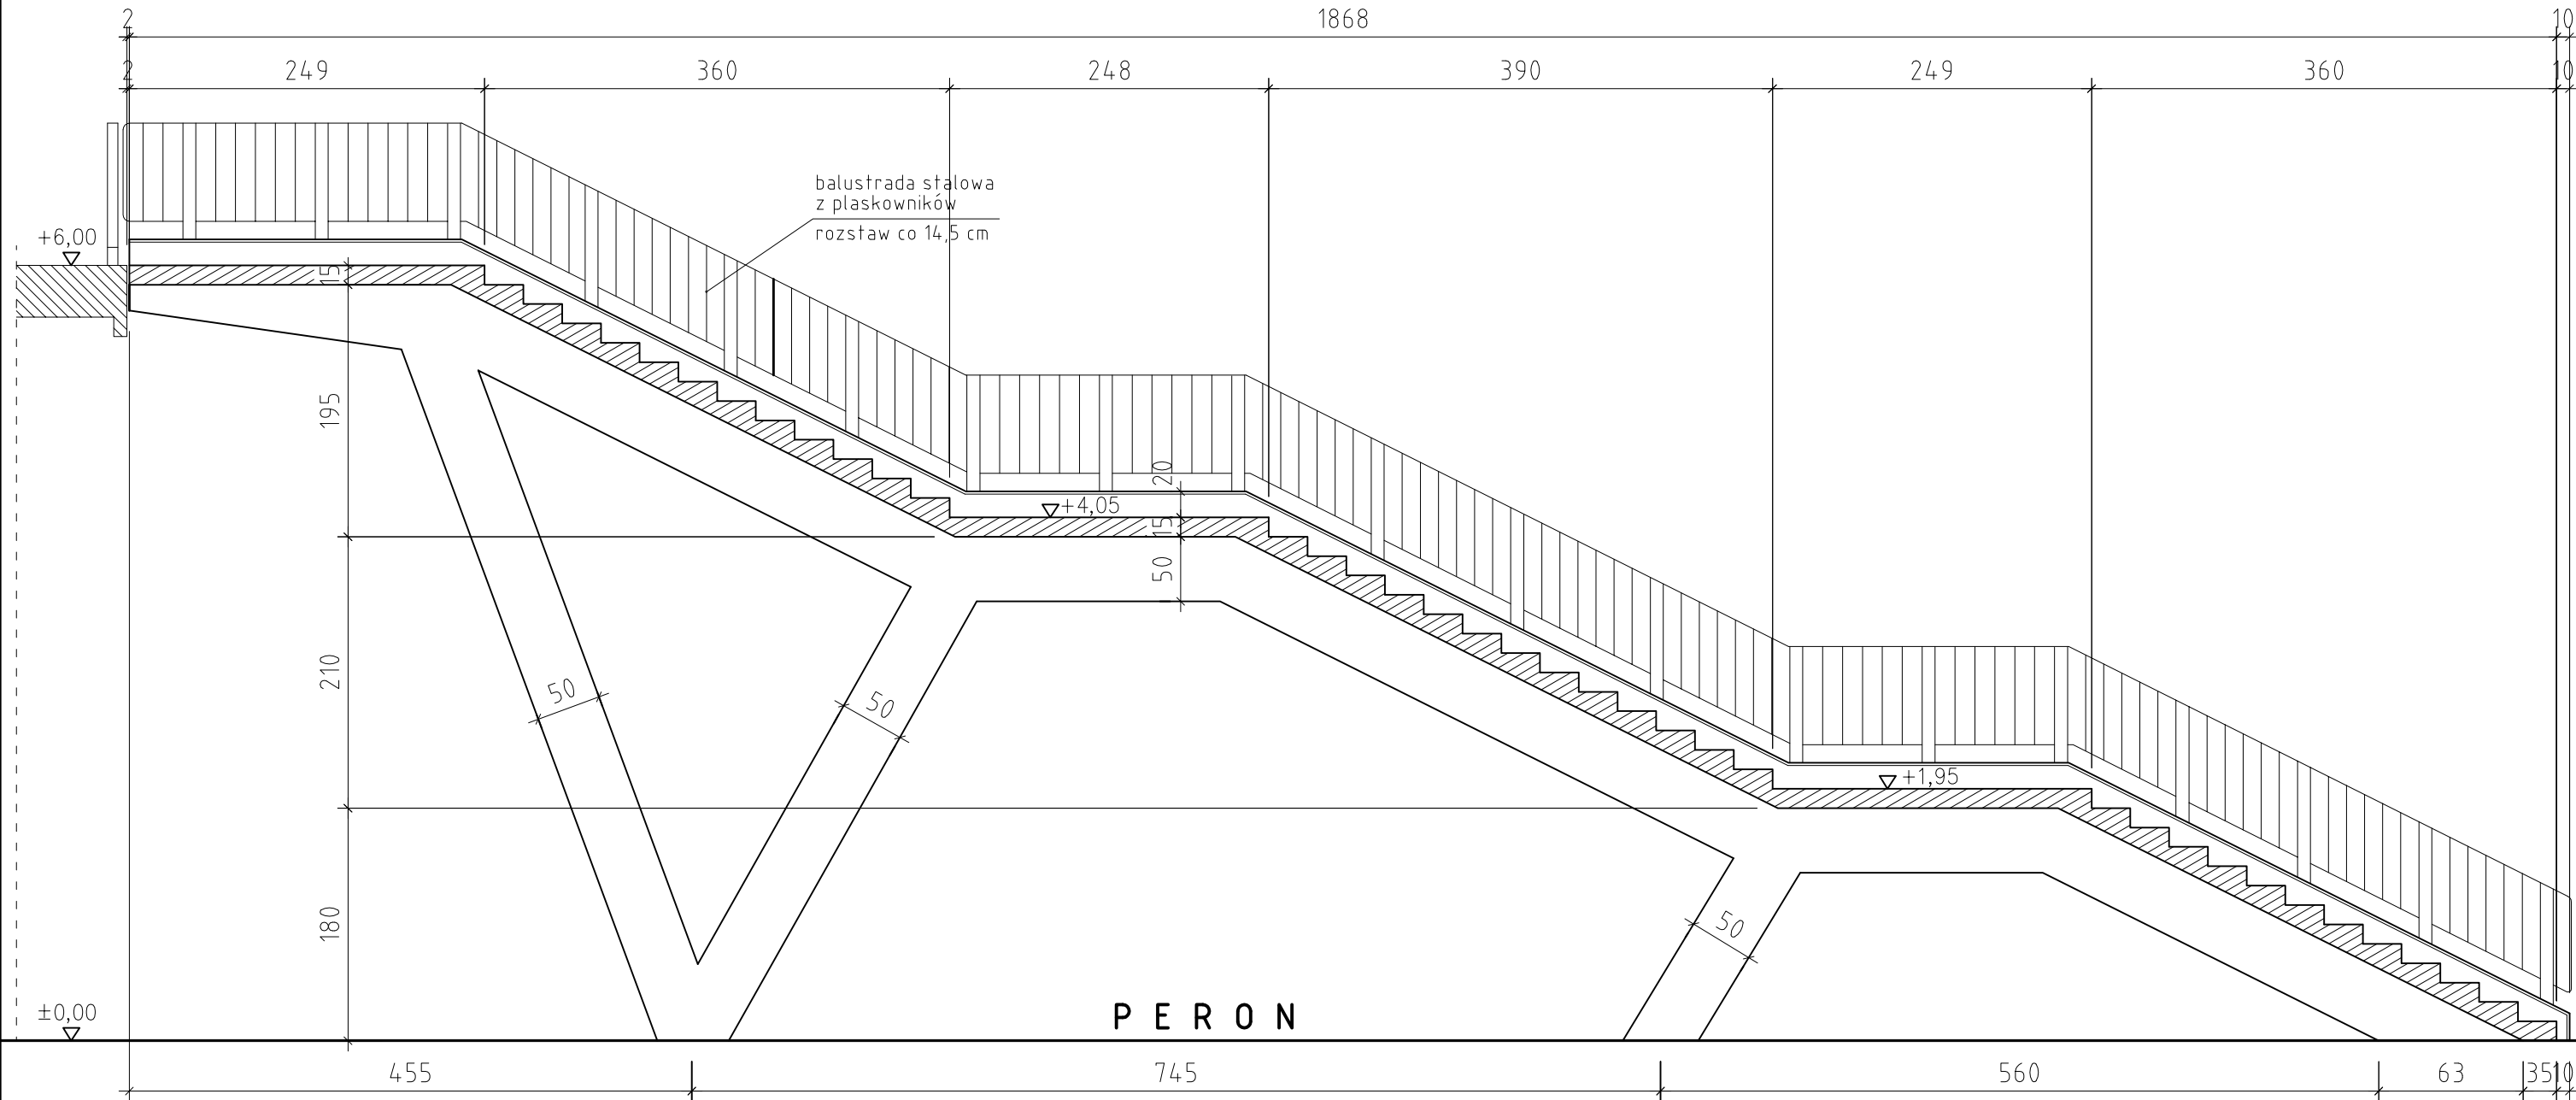 2 1868 10
2 249 360 248 390 249 360 10
balustrada stalowa
z plaskowników
rozstaw co 14,5 cm
+6,00
15
195
20
+4,05
15
50
210
50
50
+1,95
180
50
±0,00
PERON
455 745 560 63 35 10